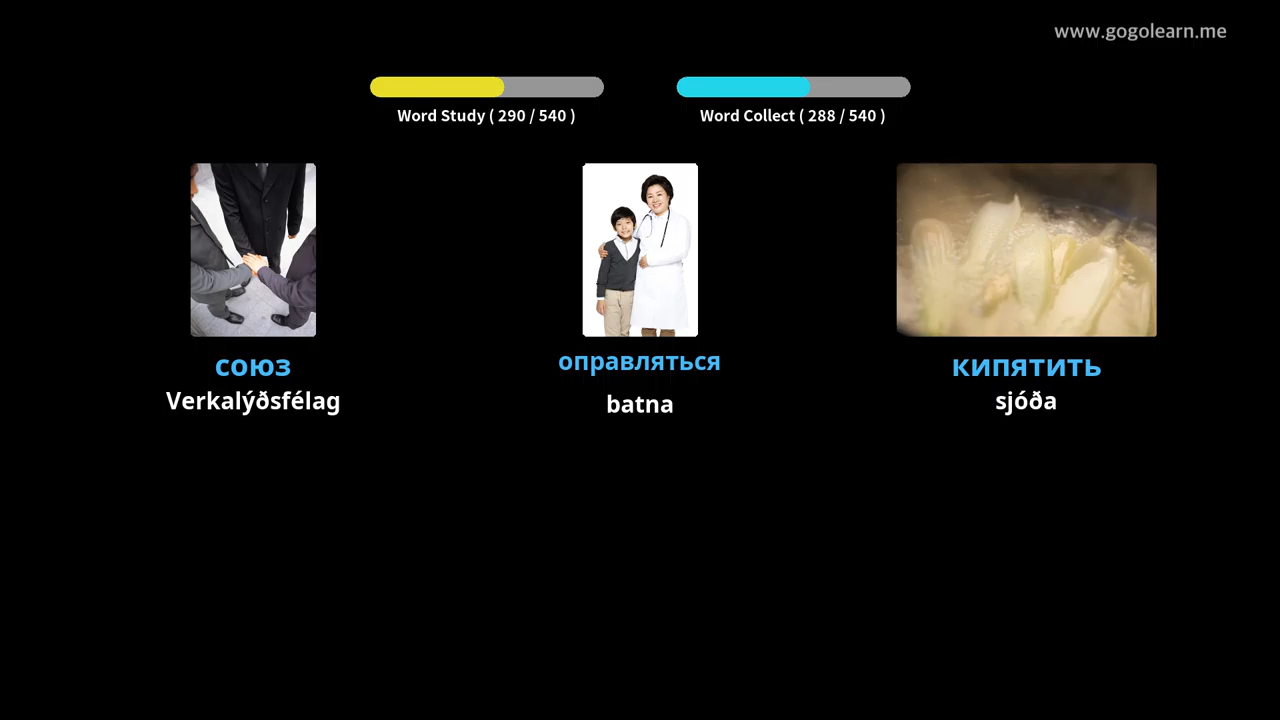 www.gogolearn.me
Word Study ( 290 / 540 )
Word Collect ( 288 / 540 )
союз
Verkalýðsfélag
оправляться
batna
кипятить
sjóða